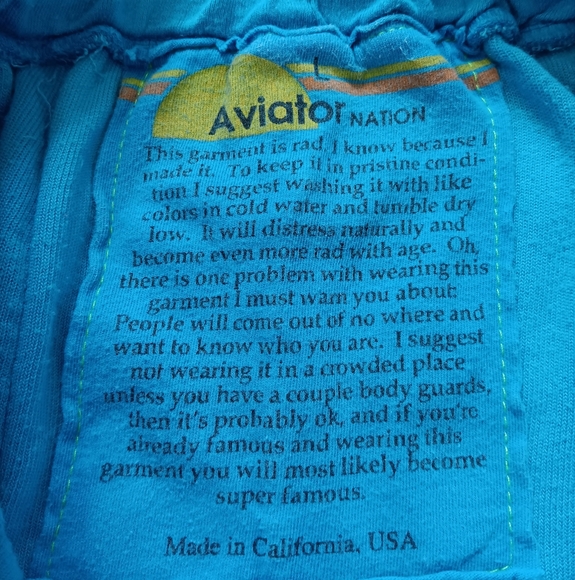 L
Aviator NATION
This garment is rad, I know because I
made it. To keep it in pristine condi-
tion I suggest washing it with like
colors in cold water and tumble dry
low. It will distress naturally and
become even more rad with age. Oh,
there is one problem with wearing this
garment I must warn you about:
People will come out of no where and
want to know who you are. I suggest
not wearing it in a crowded place
unless you have a couple body guards,
then it's probably ok, and if you're
already famous and wearing this
garment you will most likely become
super famous.
Made in California, USA